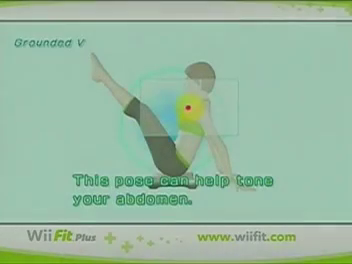 Grounded V
This pose can help tone
your abdomen.
Wii Fit Plus
www.wiifit.com